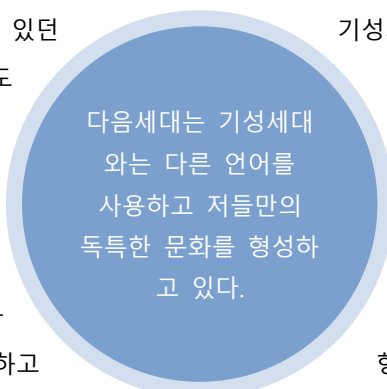 있던
기성
다음세대는 기성세대
와는 다른 언어를
사용하고 저들만의
독특한 문화를 형성하
고 있다.
하고